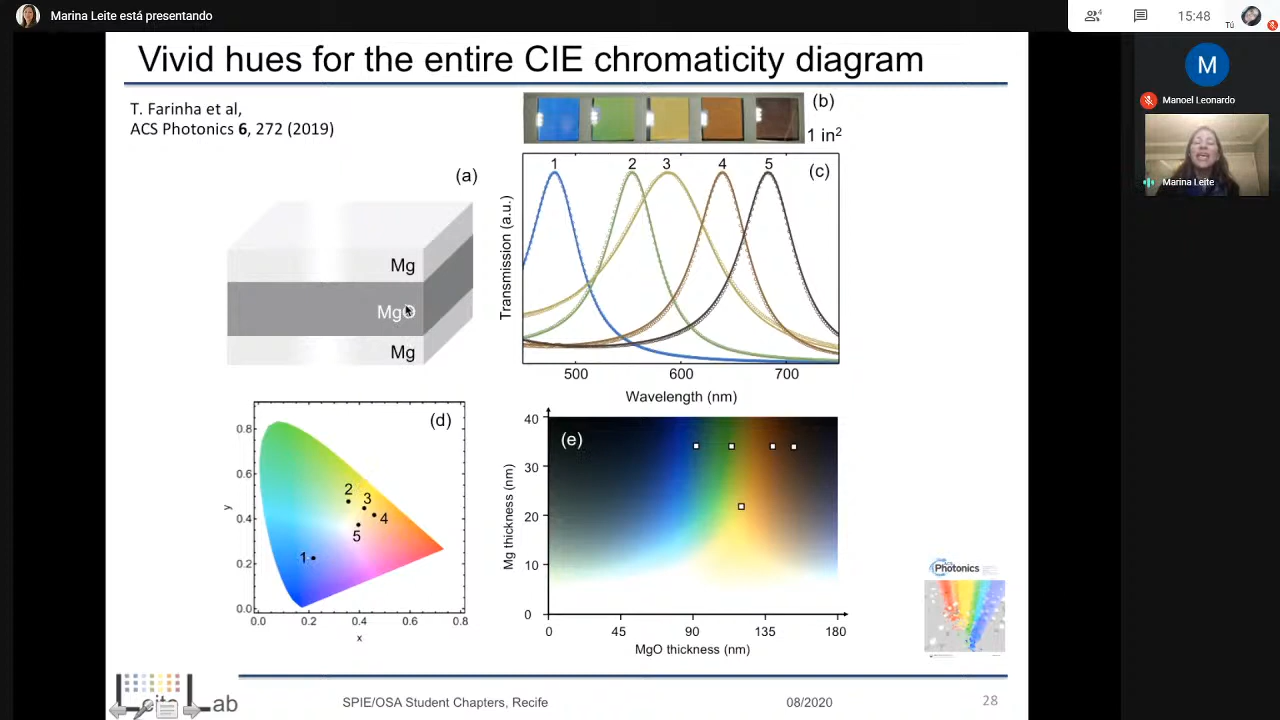 Marina Leite está presentando
4
15:48
Tú
Vivid hues for the entire CIE chromaticity diagram
T. Farinha et al,
ACS Photonics 6, 272 (2019)
(b)
1 in²
M
Manoel Leonardo
Marina Leite
(a)
Mg
MgO
Mg
1 2 3 4 5
(c)
Transmission (a.u.)
500 600 700
Wavelength (nm)
(d)
0.8
0.6
0.4
0.2
0.0
y
2
3
4
5
1
0.0 0.2 0.4 0.6 0.8
x
(e)
40
30
20
10
0
Mg thickness (nm)
0 45 90 135 180
MgO thickness (nm)
Photonics
ab
SPIE/OSA Student Chapters, Recife
08/2020
28